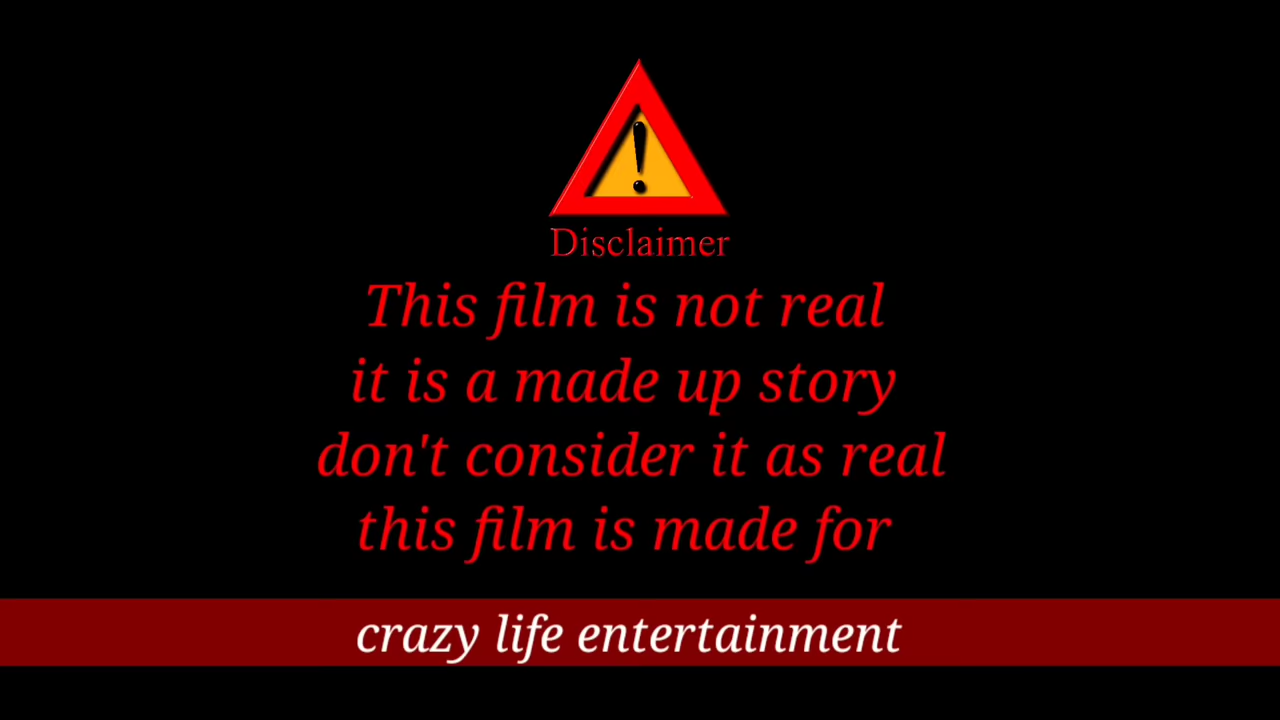 Disclaimer
This film is not real
it is a made up story
don't consider it as real
this film is made for
crazy life entertainment